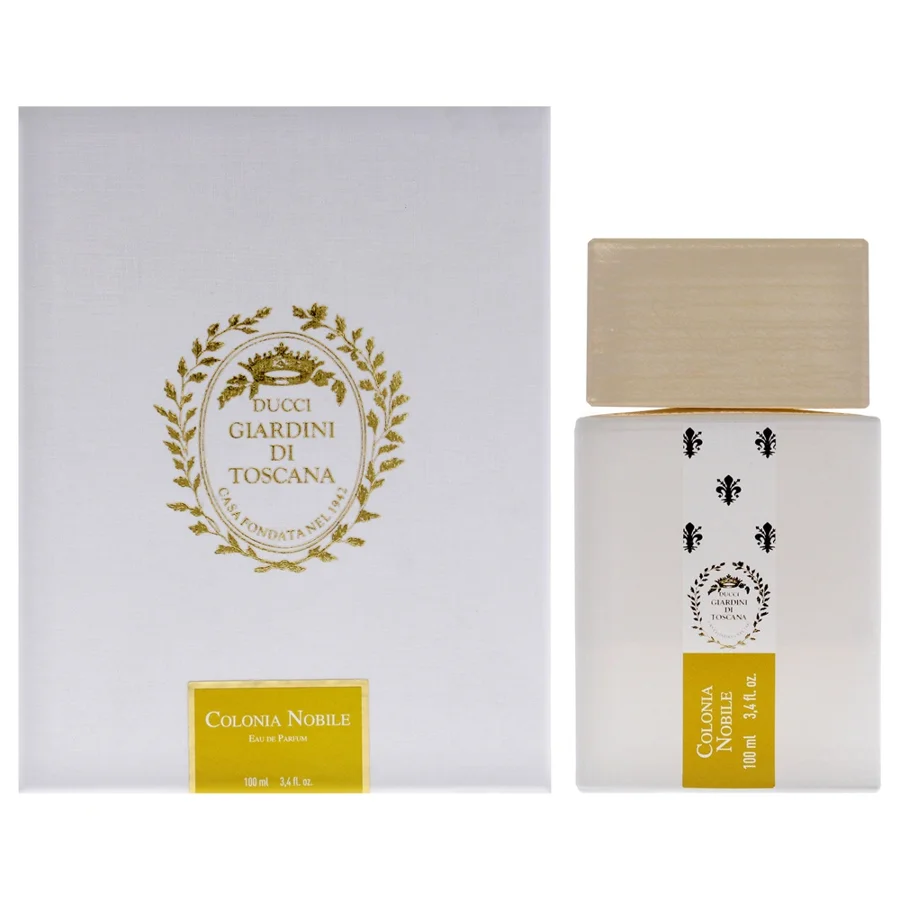 DUCCI
GIARDINI
DI
TOSCANA
CASA FONDATA NEL 1942
COLONIA NOBILE
EAU DE PARFUM
100 ml 3,4 fl. oz.
DUCCI
GIARDINI
DI
TOSCANA
COLONIA
NOBILE
100 ml 3,4 fl. oz.